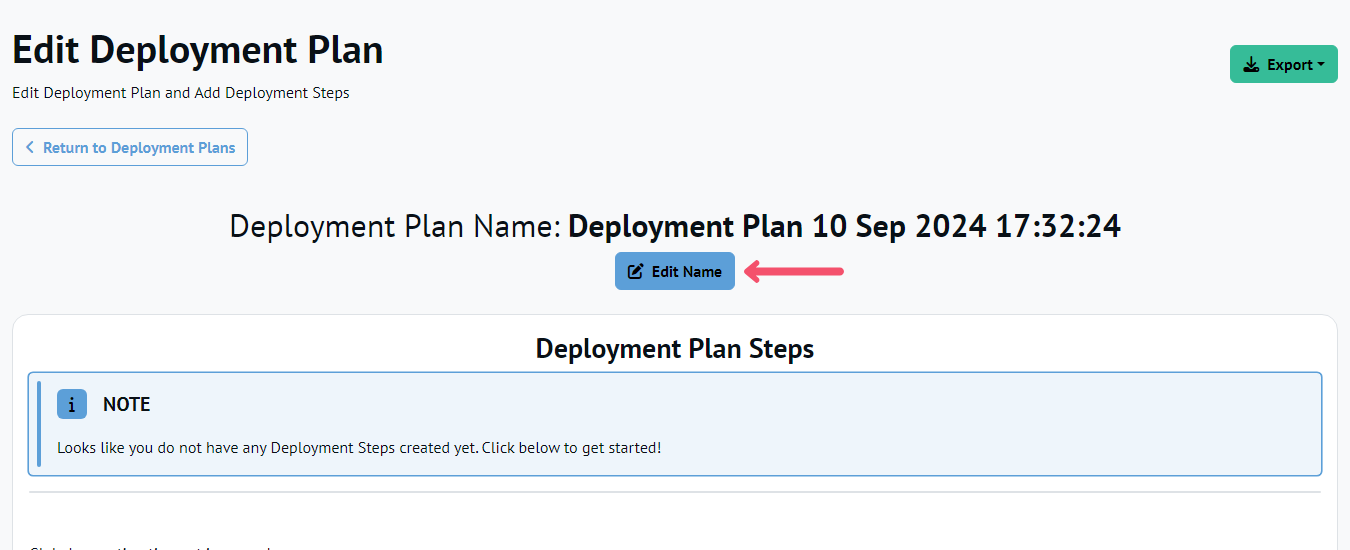 Edit Deployment Plan
Export
Edit Deployment Plan and Add Deployment Steps
Return to Deployment Plans
Deployment Plan Name: Deployment Plan 10 Sep 2024 17:32:24
Edit Name
Deployment Plan Steps
i NOTE
Looks like you do not have any Deployment Steps created yet. Click below to get started!